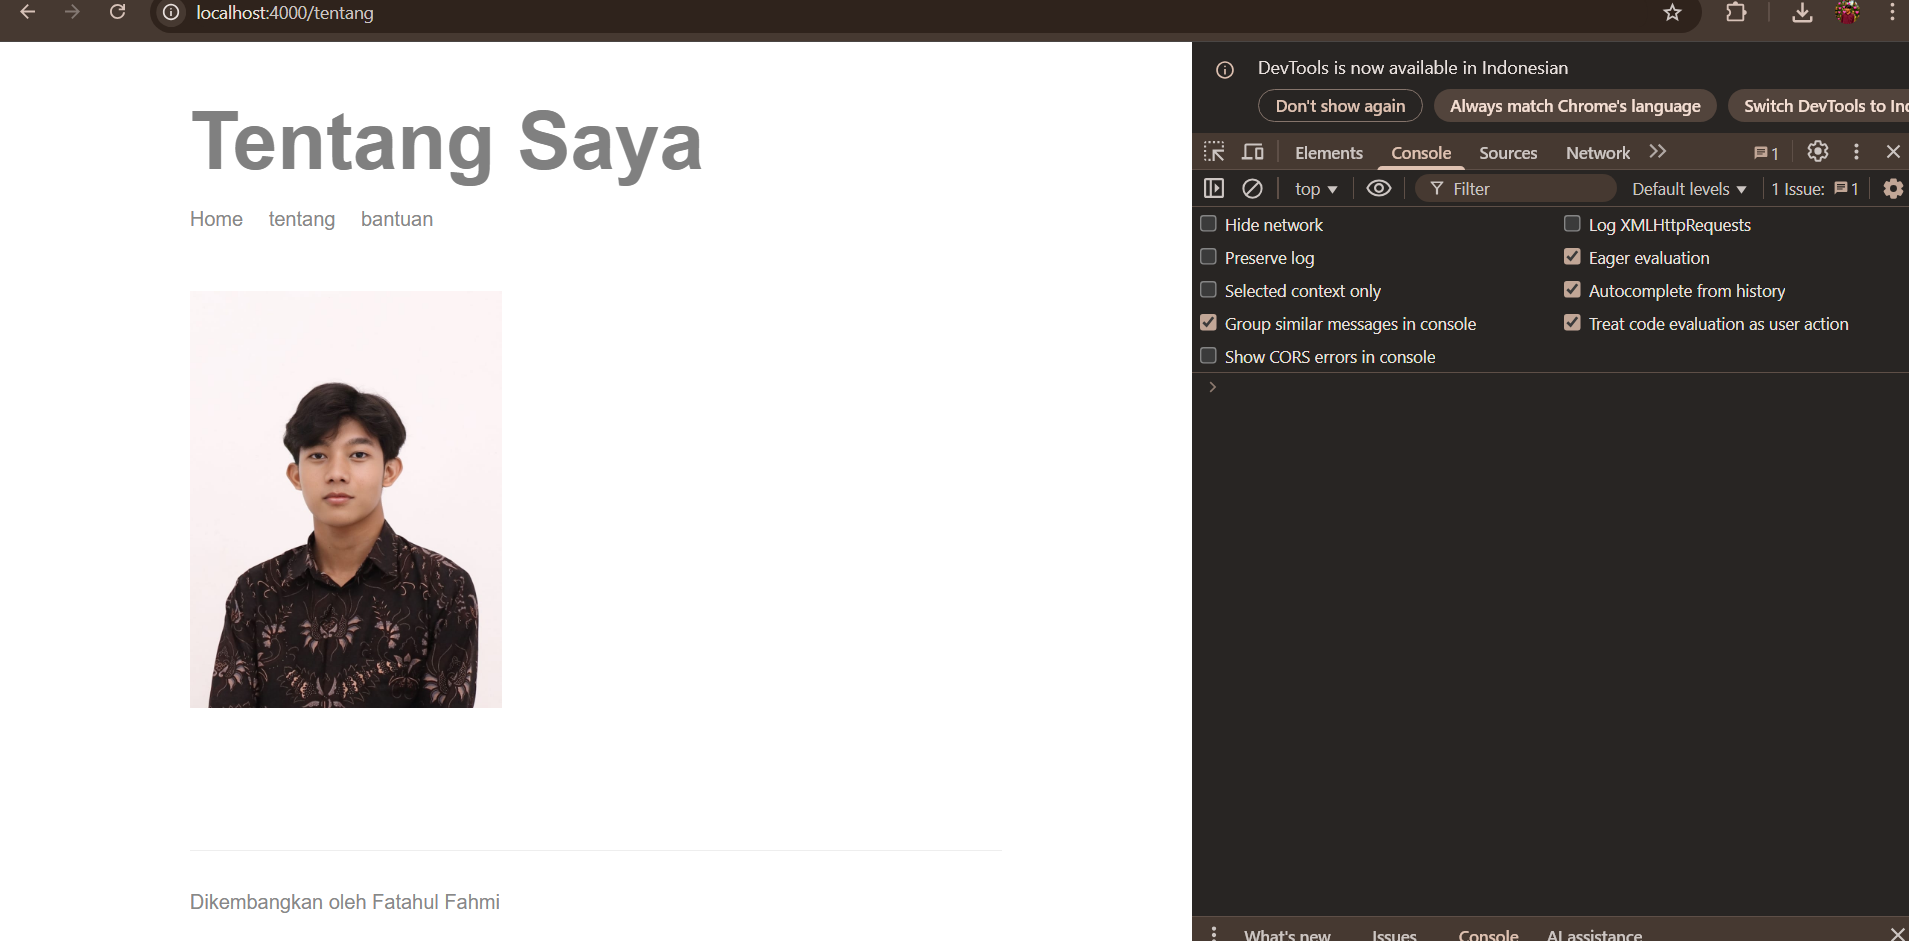 localhost:4000/tentang
Tentang Saya
Home tentang bantuan
Dikembangkan oleh Fatahul Fahmi
DevTools is now available in Indonesian
Don't show again Always match Chrome's language Switch DevTools to Ind
Elements Console Sources Network 1
top Filter Default levels 1 Issue: 1
Hide network Log XMLHttpRequests
Preserve log Eager evaluation
Selected context only Autocomplete from history
Group similar messages in console Treat code evaluation as user action
Show CORS errors in console
What's new Issues Console AI assistance